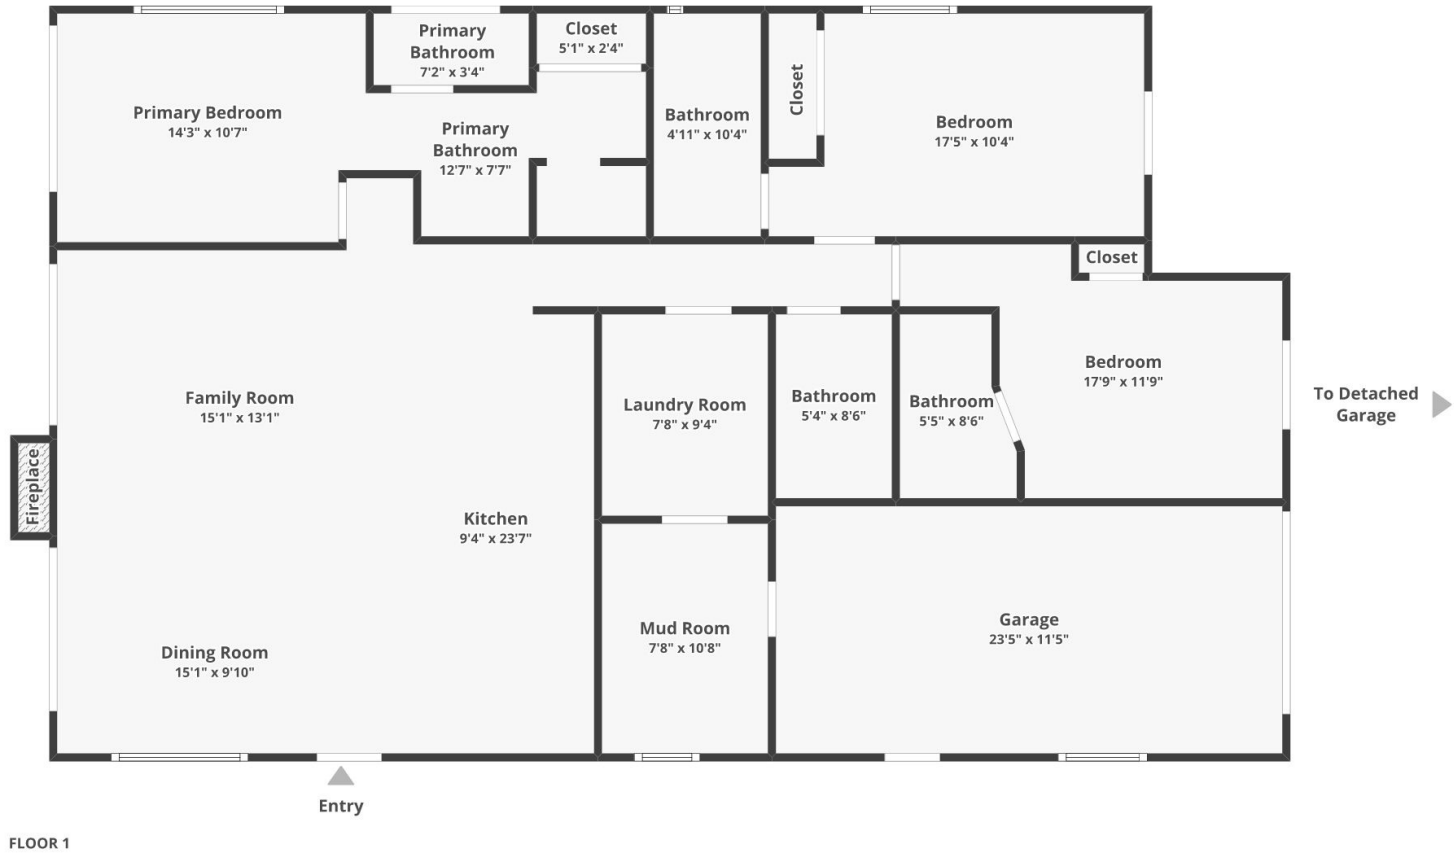 Primary
Bathroom
7'2" x 3'4"
Closet
5'1" x 2'4"
Primary Bedroom
14'3" x 10'7"
Primary
Bathroom
12'7" x 7'7"
Bathroom
4'11" x 10'4"
Closet
Bedroom
17'5" x 10'4"
Closet
Family Room
15'1" x 13'1"
Laundry Room
7'8" x 9'4"
Bathroom
5'4" x 8'6"
Bathroom
5'5" x 8'6"
Bedroom
17'9" x 11'9"
To Detached
Garage
Fireplace
Kitchen
9'4" x 23'7"
Dining Room
15'1" x 9'10"
Mud Room
7'8" x 10'8"
Garage
23'5" x 11'5"
Entry
FLOOR 1